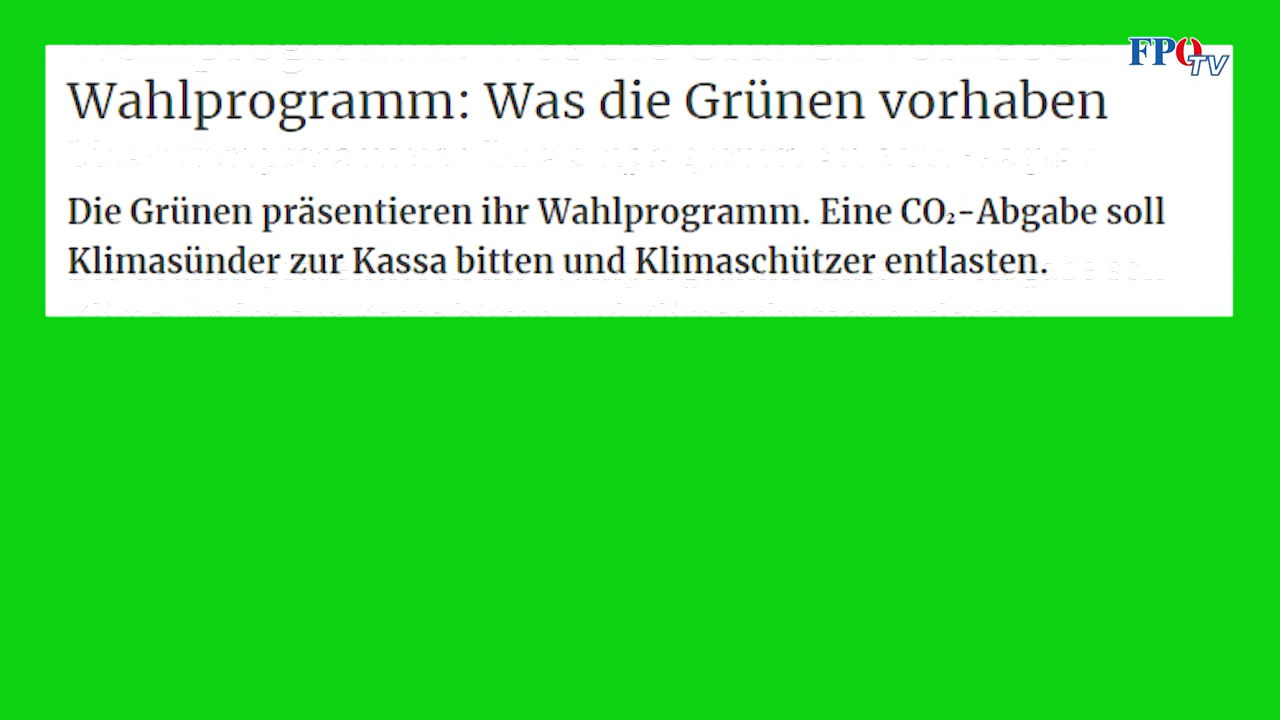 FPÖ TV
Wahlprogramm: Was die Grünen vorhaben
Die Grünen präsentieren ihr Wahlprogramm. Eine CO₂-Abgabe soll
Klimasünder zur Kassa bitten und Klimaschützer entlasten.